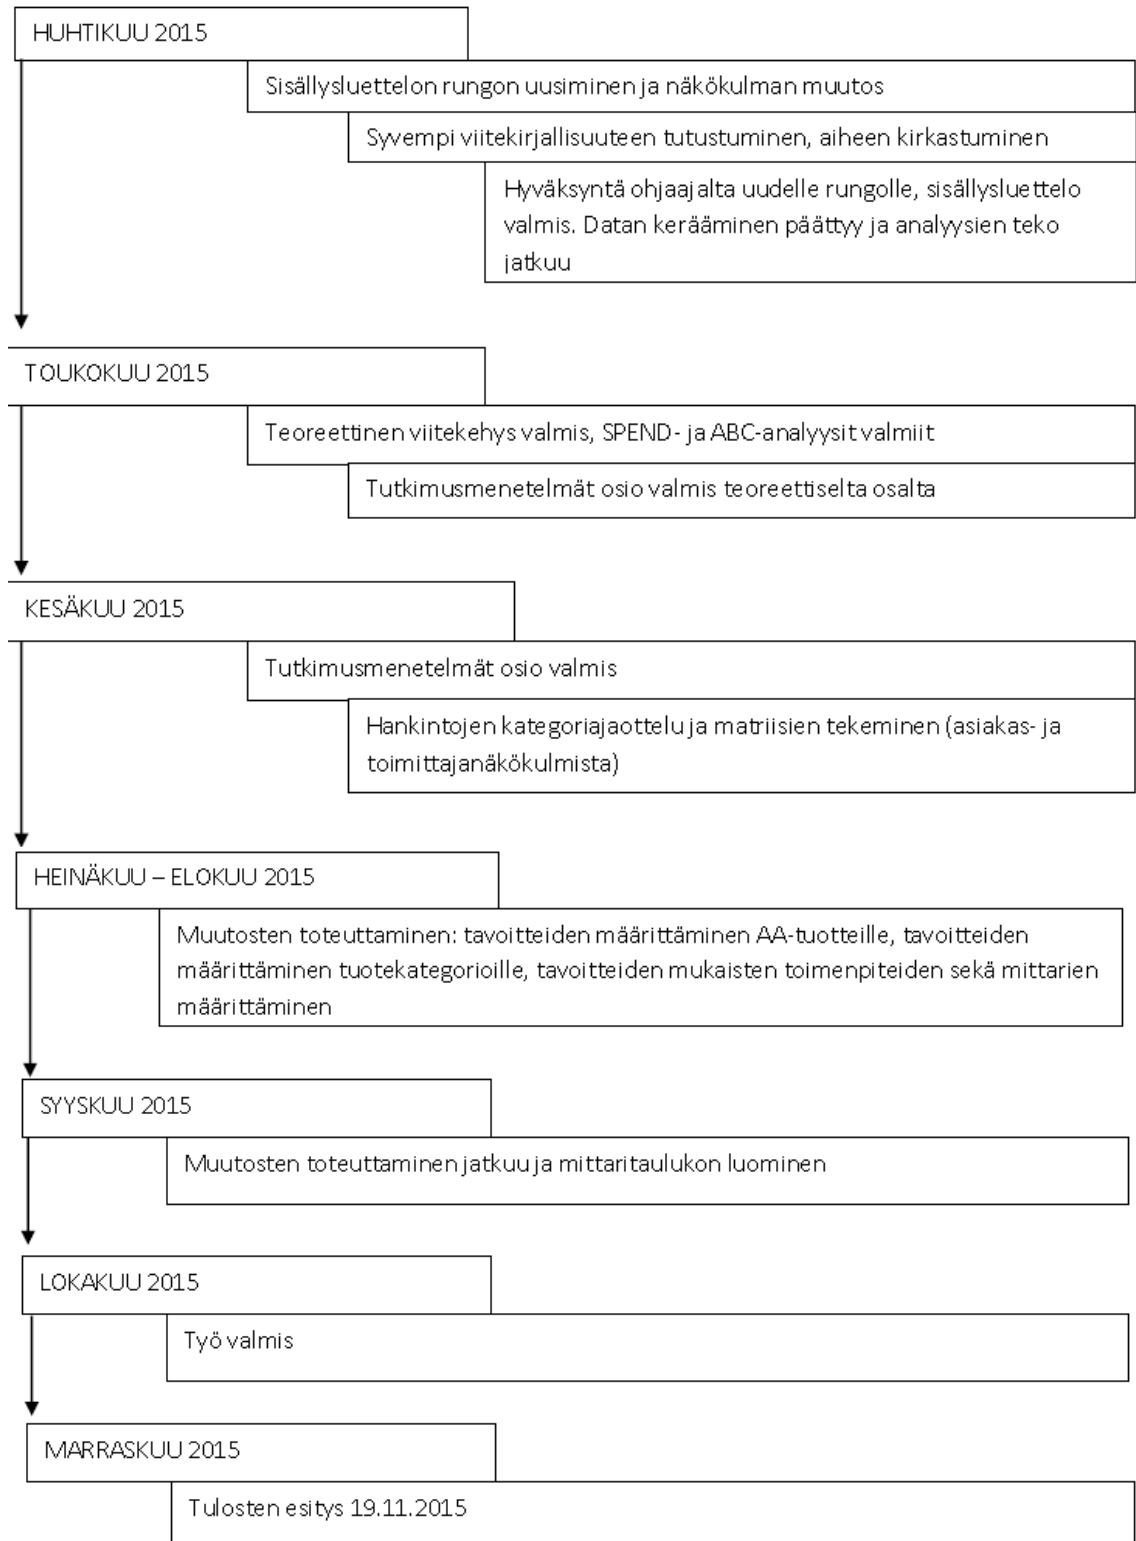 HUHTIKUU 2015
Sisällysluettelon rungon uusiminen ja näkökulman muutos
Syvempi viitekirjallisuuteen tutustuminen, aiheen kirkastuminen
Hyväksyntä ohjaajalta uudelle rungolle, sisällysluettelo
valmis. Datan kerääminen päättyy ja analyysien teko
jatkuu
TOUKOKUU 2015
Teoreettinen viitekehys valmis, SPEND- ja ABC-analyysit valmiit
Tutkimusmenetelmät osio valmis teoreettiselta osalta
KESÄKUU 2015
Tutkimusmenetelmät osio valmis
Hankintojen kategoriajaottelu ja matriisien tekeminen (asiakas- ja
toimittajanäkökulmista)
HEINÄKUU – ELOKUU 2015
Muutosten toteuttaminen: tavoitteiden määrittäminen AA-tuotteille, tavoitteiden
määrittäminen tuotekategorioille, tavoitteiden mukaisten toimenpiteiden sekä mittarien
määrittäminen
SYYSKUU 2015
Muutosten toteuttaminen jatkuu ja mittaritaulukon luominen
LOKAKUU 2015
Työ valmis
MARRASKUU 2015
Tulosten esitys 19.11.2015